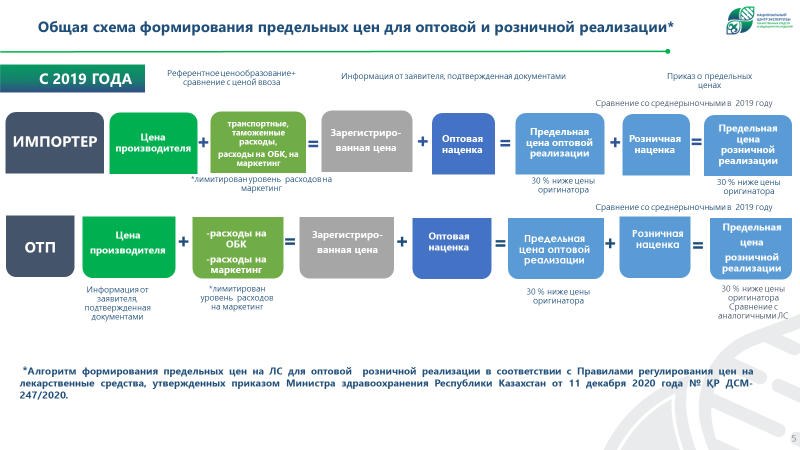 Общая схема формирования предельных цен для оптовой и розничной реализации*
НАЦИОНАЛЬНЫЙ
ЦЕНТР ЭКСПЕРТИЗЫ
С 2019 ГОДА
Референтное ценообразование+
сравнение с ценой ввоза
Информация от заявителя, подтвержденная документами
Приказ о предельных
ценах
Сравнение со среднерыночными в 2019 году
ИМПОРТЕР
Цена
производителя
+
транспортные,
таможенные
расходы,
расходы на ОБК, на
маркетинг
=
Зарегистриро-
ванная цена
+
Оптовая
наценка
=
Предельная
цена оптовой
реализации
+
Розничная
наценка
=
Предельная
цена
розничной
реализации
*лимитирован уровень расходов на
маркетинг
30 % ниже цены
оригинатора
30 % ниже цены
оригинатора
Сравнение со среднерыночными в 2019 году
ОТП
Цена
производителя
+
-расходы на
ОБК
-расходы на
маркетинг
=
Зарегистриро-
ванная цена
+
Оптовая
наценка
=
Предельная
цена оптовой
реализации
+
Розничная
наценка
=
Предельная
цена
розничной
реализации
Информация от
заявителя,
подтвержденная
документами
*лимитирован
уровень расходов
на маркетинг
30 % ниже цены
оригинатора
30 % ниже цены
оригинатора
Сравнение с
аналогичными ЛС
*Алгоритм формирования предельных цен на ЛС для оптовой розничной реализации в соответствии с Правилами регулирования цен на
лекарственные средства, утвержденных приказом Министра здравоохранения Республики Казахстан от 11 декабря 2020 года № ҚР ДСМ-
247/2020.
5